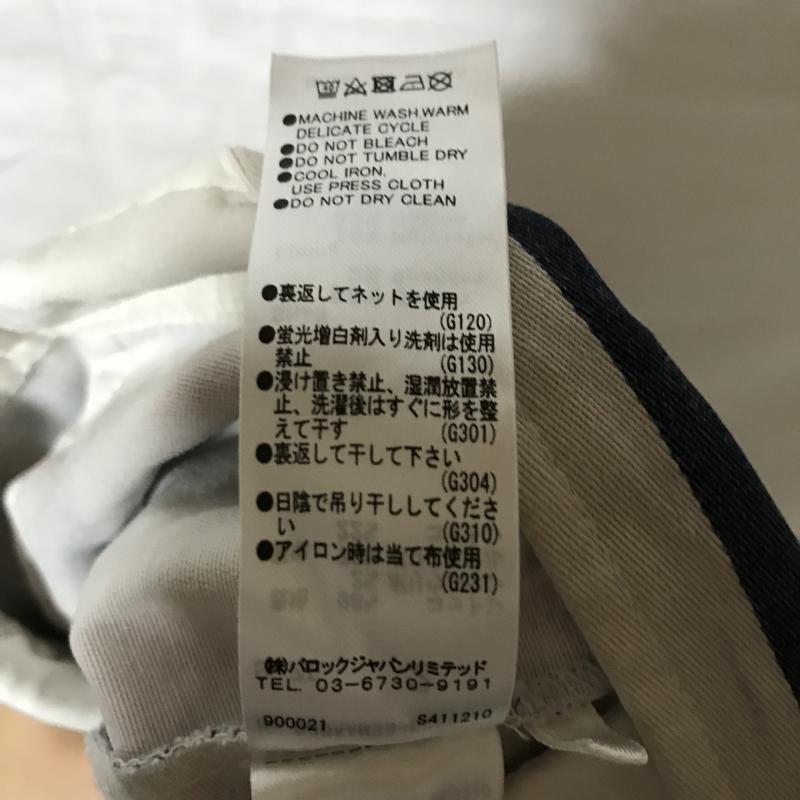 ●MACHINE WASH,WARM
DELICATE CYCLE
●DO NOT BLEACH
●DO NOT TUMBLE DRY
●COOL IRON,
USE PRESS CLOTH
●DO NOT DRY CLEAN
●裏返してネットを使用
(G120)
●蛍光増白剤入り洗剤は使用
禁止 (G130)
●浸け置き禁止、湿潤放置禁
止、洗濯後はすぐに形を整
えて干す (G301)
●裏返して干して下さい
(G304)
●日陰で吊り干ししてくださ
い (G310)
●アイロン時は当て布使用
(G231)
㈱バロックジャパンリミテッド
TEL. 03-6730-9191
900021 S411210